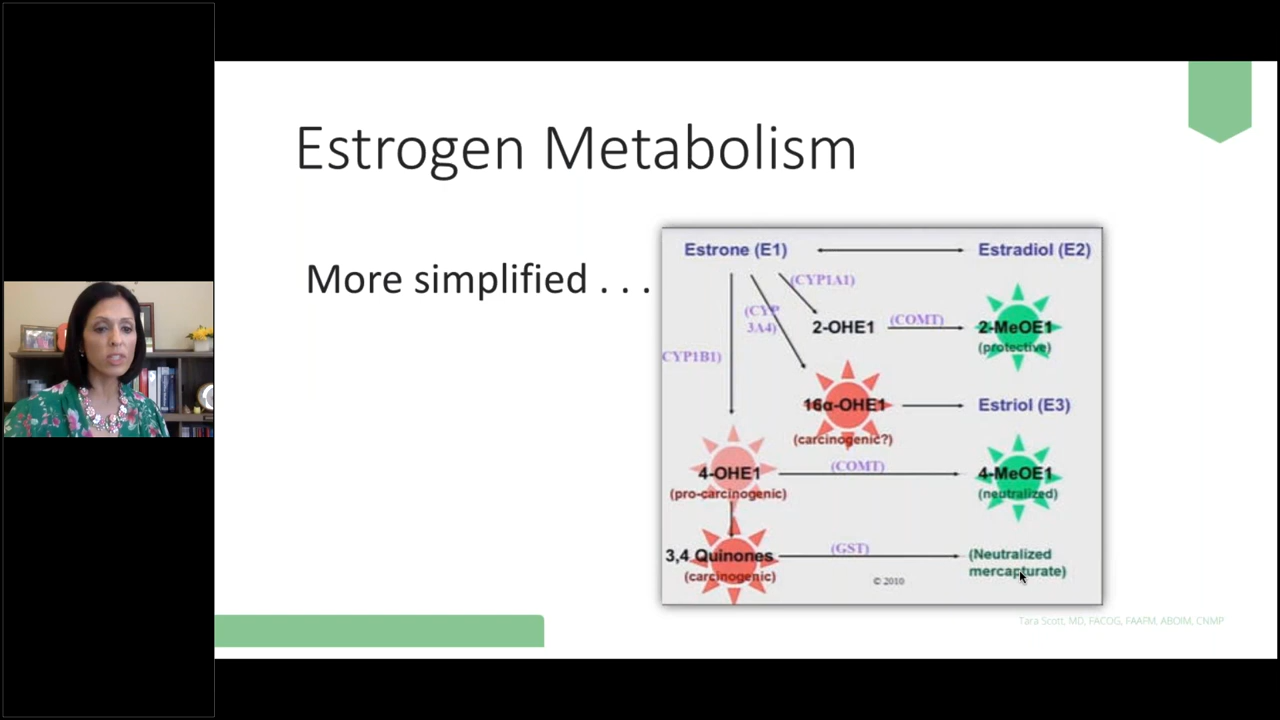 Estrogen Metabolism
More simplified . . .
Estrone (E1)
Estradiol (E2)
(CYP1A1)
(CYP
3A4)
2-OHE1
(COMT)
2-MeOE1
(protective)
CYP1B1)
16α-OHE1
Estriol (E3)
(carcinogenic?)
4-OHE1
(COMT)
4-MeOE1
(pro-carcinogenic)
(neutralized)
3,4 Quinones
(GST)
(Neutralized
mercapturate)
(carcinogenic)
© 2010
Tara Scott, MD, FACOG, FAAFM, ABOIM, CNMP